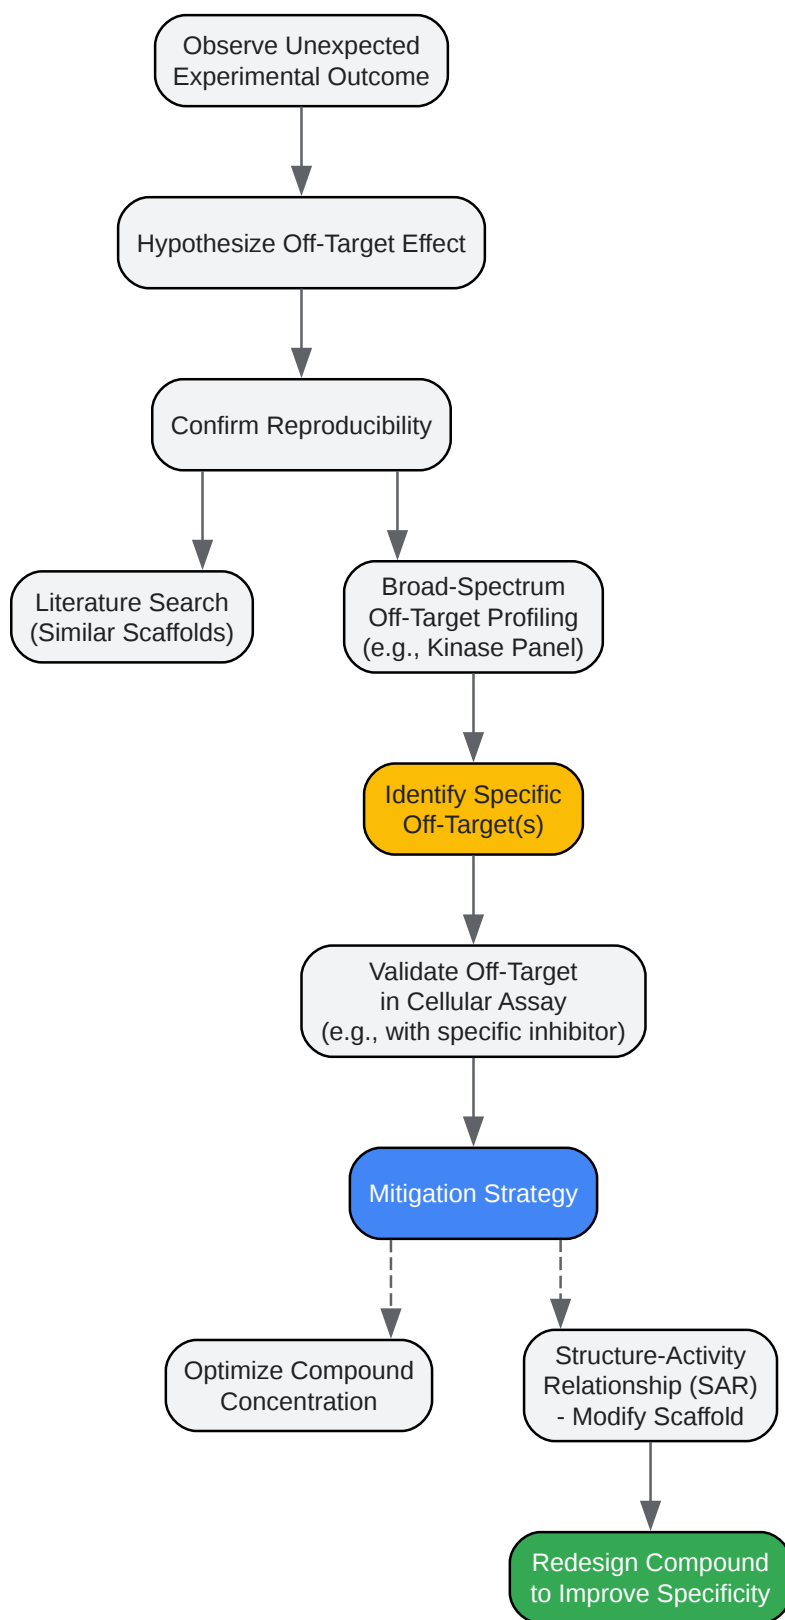 Observe Unexpected
Experimental Outcome
Hypothesize Off-Target Effect
Confirm Reproducibility
Literature Search
(Similar Scaffolds)
Broad-Spectrum
Off-Target Profiling
(e.g., Kinase Panel)
Identify Specific
Off-Target(s)
Validate Off-Target
in Cellular Assay
(e.g., with specific inhibitor)
Mitigation Strategy
Optimize Compound
Concentration
Structure-Activity
Relationship (SAR)
- Modify Scaffold
Redesign Compound
to Improve Specificity